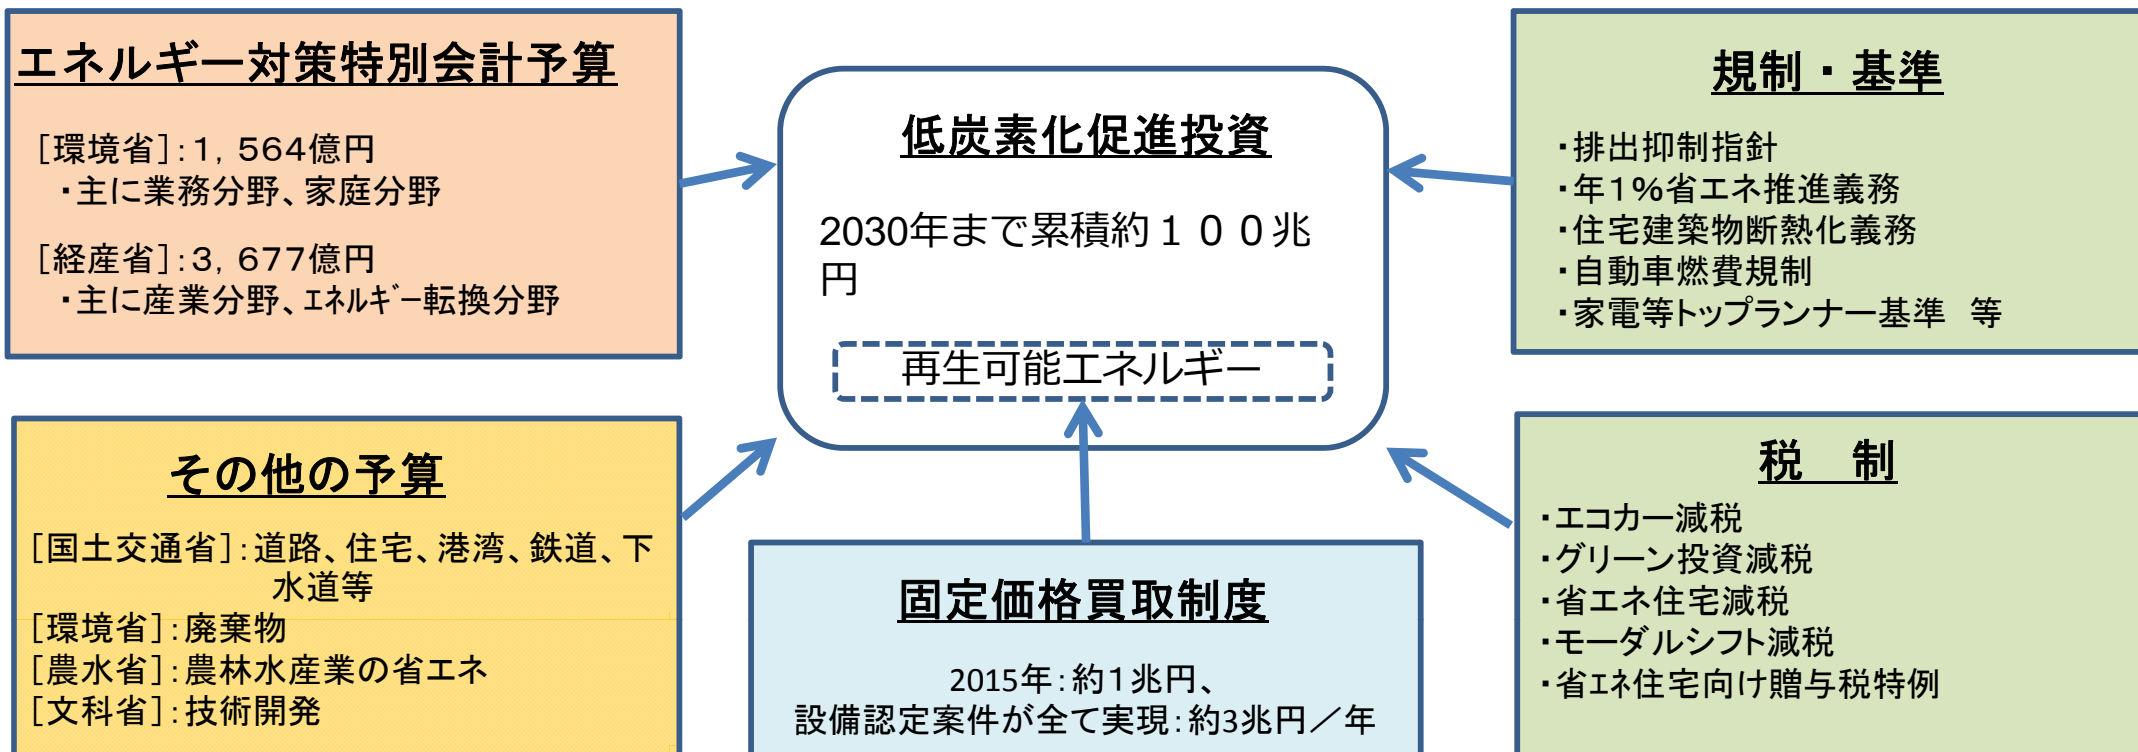 エネルギー対策特別会計予算
[環境省]:1,564億円
・主に業務分野、家庭分野
[経産省]:3,677億円
・主に産業分野、ｴﾈﾙｷﾞｰ転換分野
低炭素化促進投資
2030年まで累積約１００兆
円
再生可能エネルギー
規制・基準
・排出抑制指針
・年1%省エネ推進義務
・住宅建築物断熱化義務
・自動車燃費規制
・家電等トップランナー基準　等
その他の予算
[国土交通省]:道路、住宅、港湾、鉄道、下
水道等
[環境省]:廃棄物
[農水省]:農林水産業の省エネ
[文科省]:技術開発
固定価格買取制度
2015年:約1兆円、
設備認定案件が全て実現:約3兆円／年
税　制
・エコカー減税
・グリーン投資減税
・省エネ住宅減税
・モーダルシフト減税
・省ｴﾈ住宅向け贈与税特例